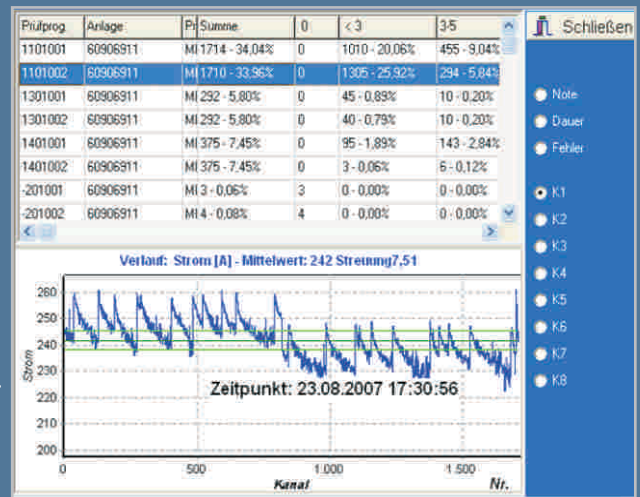 Prüfprog Anlage Pr Summe 0 < 3 3-5
1101001 60906911 MI 1714 - 34,04% 0 1010 - 20,06% 455 - 9,04%
1101002 60906911 MI 1710 - 33,96% 0 1305 - 25,92% 294 - 5,84%
1301001 60906911 MI 292 - 5,80% 0 45 - 0,89% 10 - 0,20%
1301002 60906911 MI 292 - 5,80% 0 40 - 0,79% 10 - 0,20%
1401001 60906911 MI 375 - 7,45% 0 95 - 1,89% 143 - 2,84%
1401002 60906911 MI 375 - 7,45% 0 3 - 0,06% 6 - 0,12%
-201001 60906911 MI 3 - 0,06% 3 0 - 0,00% 0 - 0,00%
-201002 60906911 MI 4 - 0,08% 4 0 - 0,00% 0 - 0,00%
Schließen
Note
Dauer
Fehler
K1
K2
K3
K4
K5
K6
K7
K8
Verlauf: Strom [A] - Mittelwert: 242 Streuung7,51
260
250
240
230
220
210
200
Strom
Zeitpunkt: 23.08.2007 17:30:56
0 500 1.000 1.500
Kanal Nr.